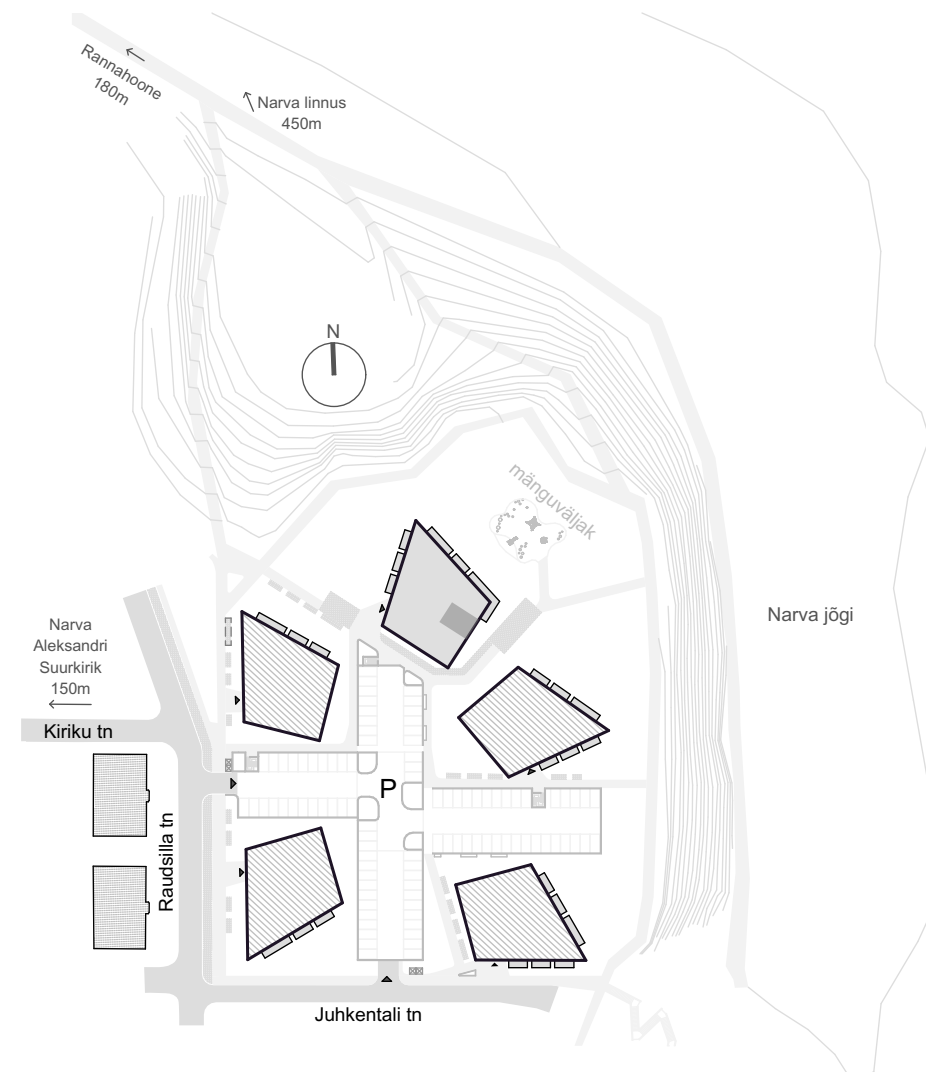 Rannahoone
180m
Narva linnus
450m
N
mänguväljak
Narva jõgi
Narva
Aleksandri
Suurkirik
150m
Kiriku tn
P
Raudsilla tn
Juhkentali tn